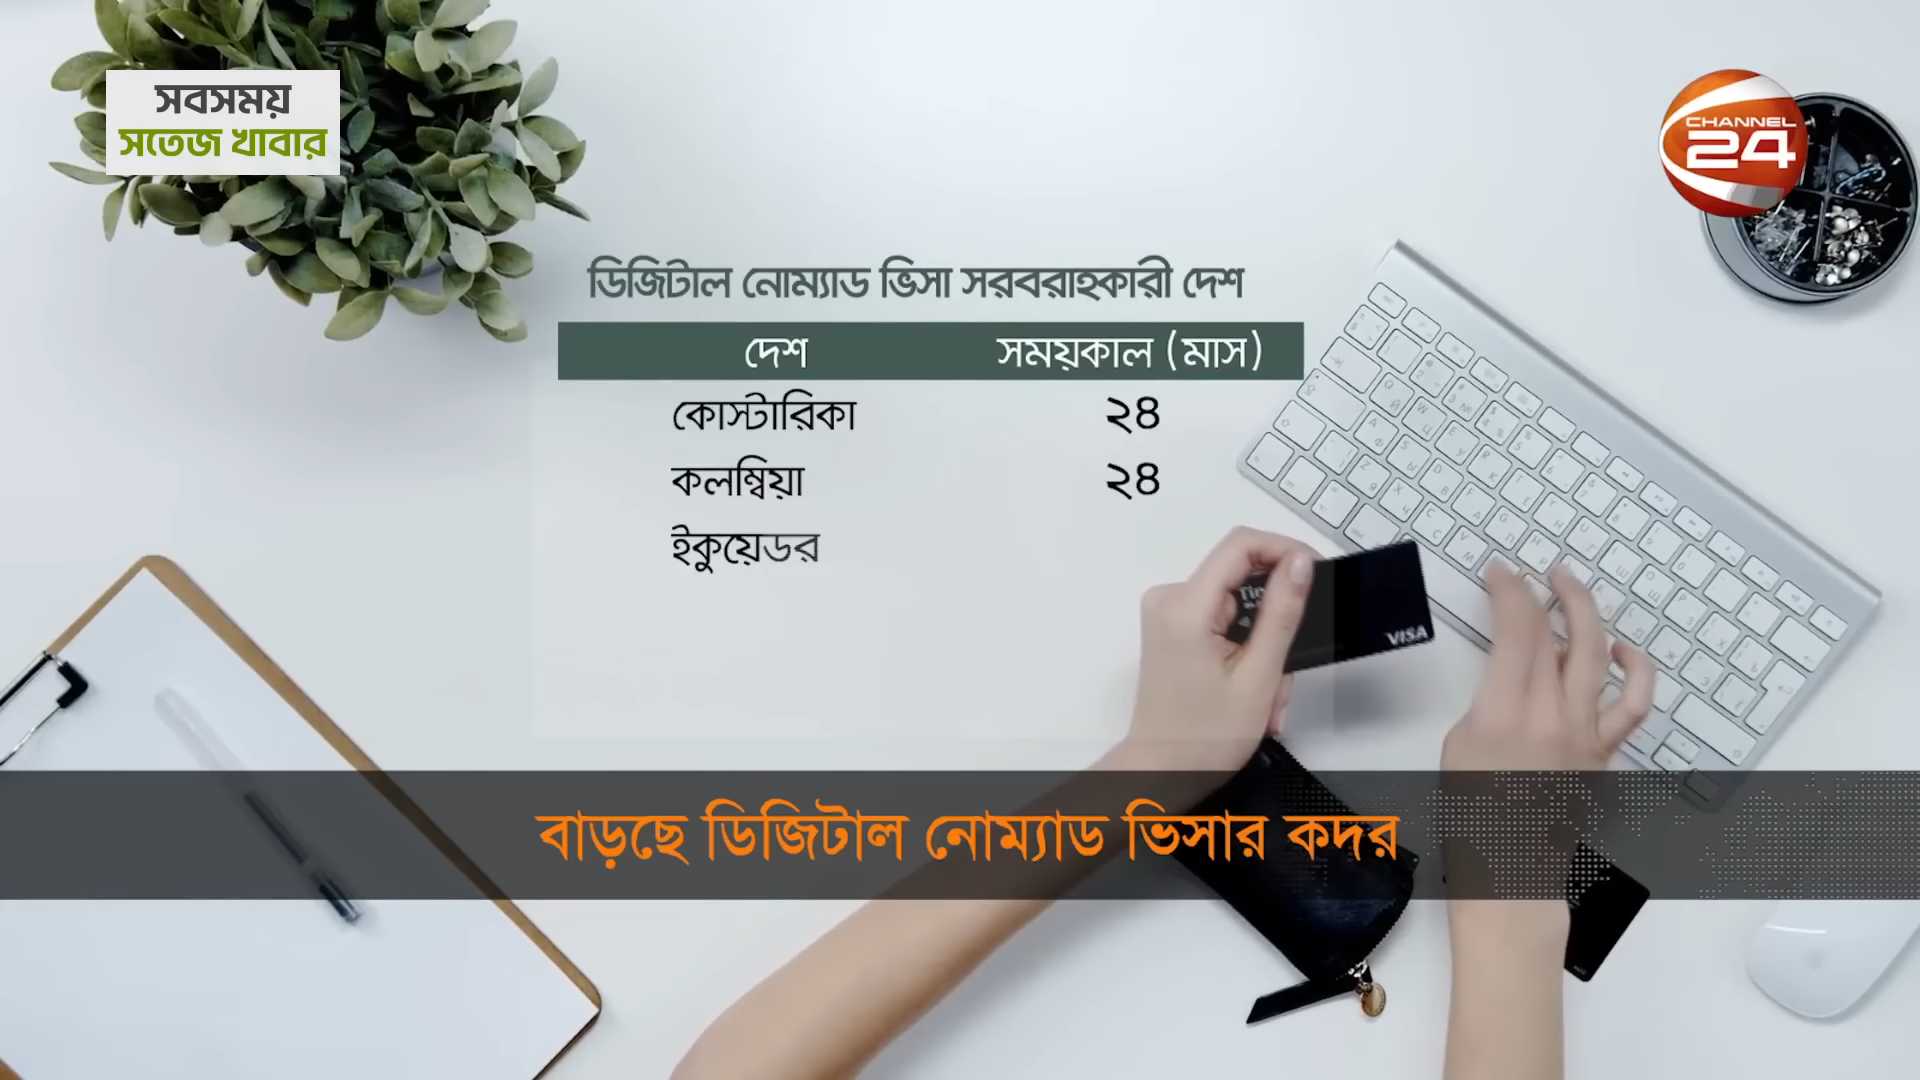 সবসময়
সতেজ খাবার
CHANNEL
24
ডিজিটাল নোম্যাড ভিসা সরবরাহকারী দেশ
দেশ সময়কাল (মাস)
কোস্টারিকা ২৪
কলম্বিয়া ২৪
ইকুয়েডর
VISA
বাড়ছে ডিজিটাল নোম্যাড ভিসার কদর